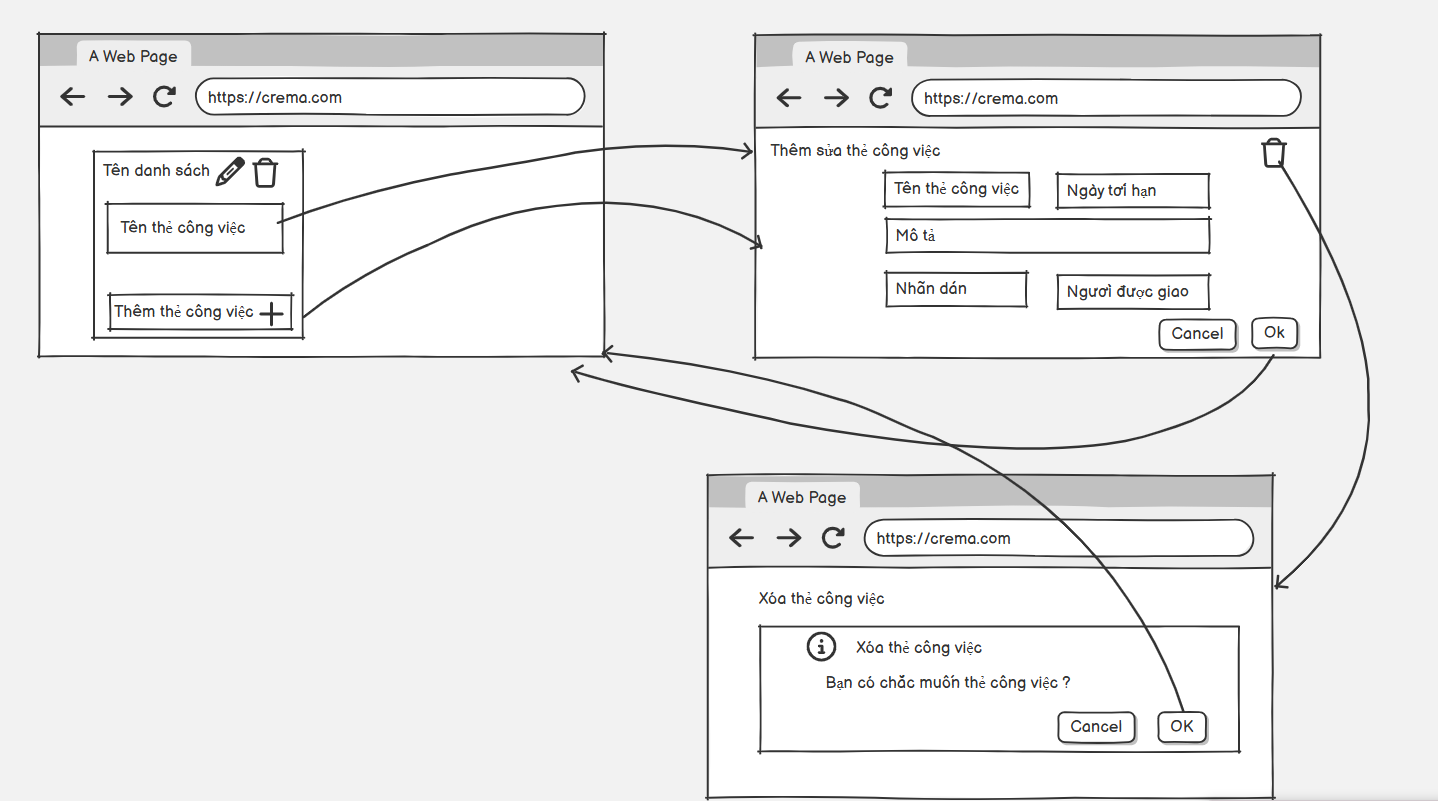 A Web Page
https://crema.com
Tên danh sách
Tên thẻ công việc
Thêm thẻ công việc
A Web Page
https://crema.com
Thêm sửa thẻ công việc
Tên thẻ công việc
Ngày tơí hạn
Mô tả
Nhãn dán
Ngươì được giao
Cancel
Ok
A Web Page
https://crema.com
Xóa thẻ công việc
Xóa thẻ công việc
Bạn có chắc muốn thẻ công việc ?
Cancel
OK